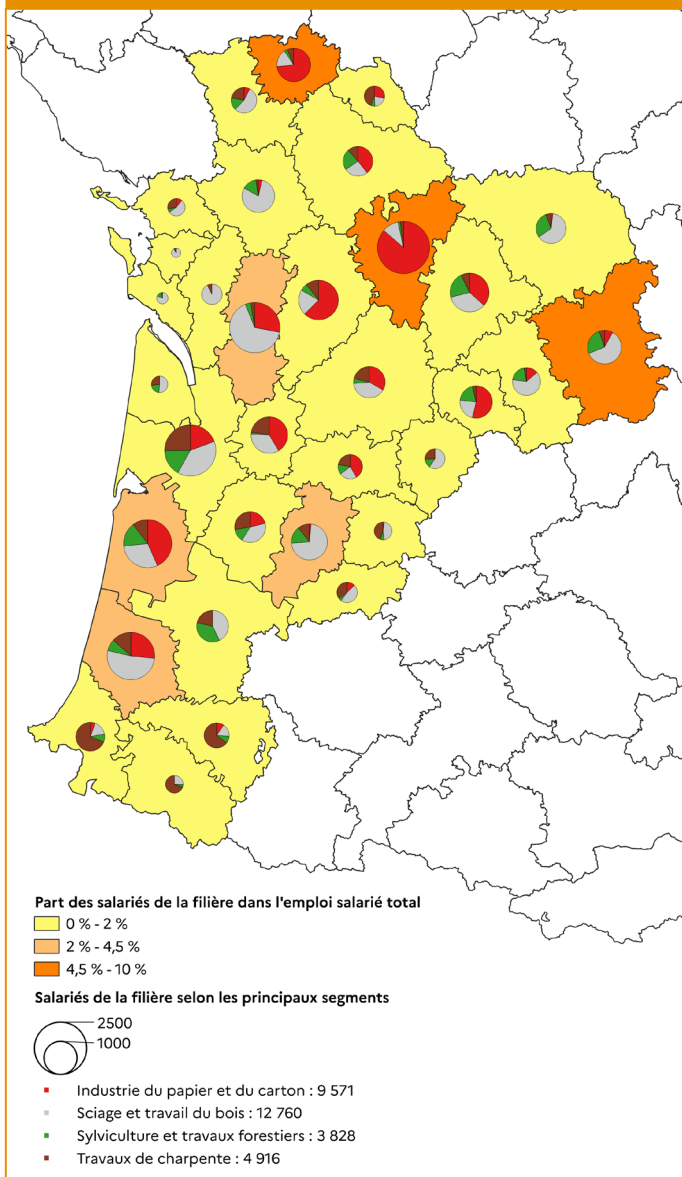 Part des salariés de la filière dans l'emploi salarié total
0 % - 2 %
2 % - 4,5 %
4,5 % - 10 %
Salariés de la filière selon les principaux segments
2500
1000
Industrie du papier et du carton : 9 571
Sciage et travail du bois : 12 760
Sylviculture et travaux forestiers : 3 828
Travaux de charpente : 4 916